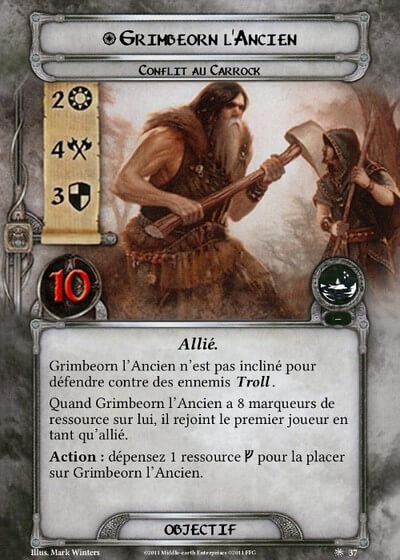 Grimbeorn l'Ancien
Conflit au Carrock
2
4
3
10
Allié.
Grimbeorn l'Ancien n'est pas incliné pour
défendre contre des ennemis Troll.
Quand Grimbeorn l'Ancien a 8 marqueurs de
ressource sur lui, il rejoint le premier joueur en
tant qu'allié.
Action : dépensez 1 ressource pour la placer
sur Grimbeorn l'Ancien.
OBJECTIF
Illus. Mark Winters
©2011 Middle-earth Enterprises ©2011 FFG
37